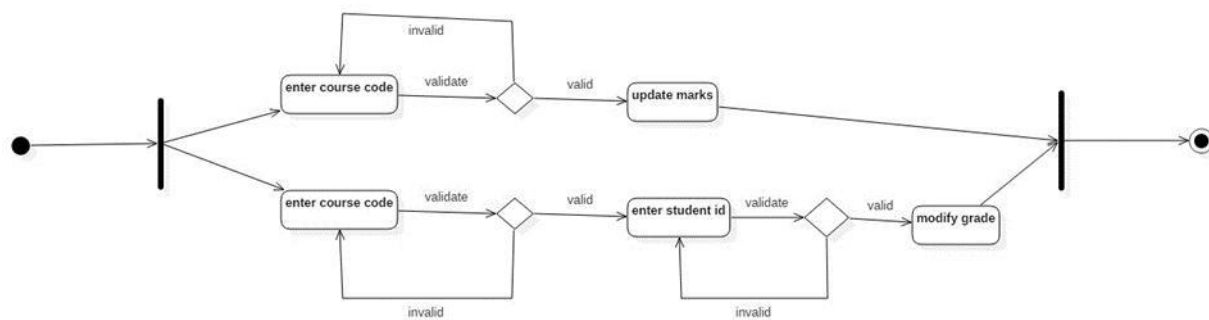 invalid
enter course code
validate
valid
update marks
enter course code
validate
valid
enter student id
validate
valid
modify grade
invalid
invalid